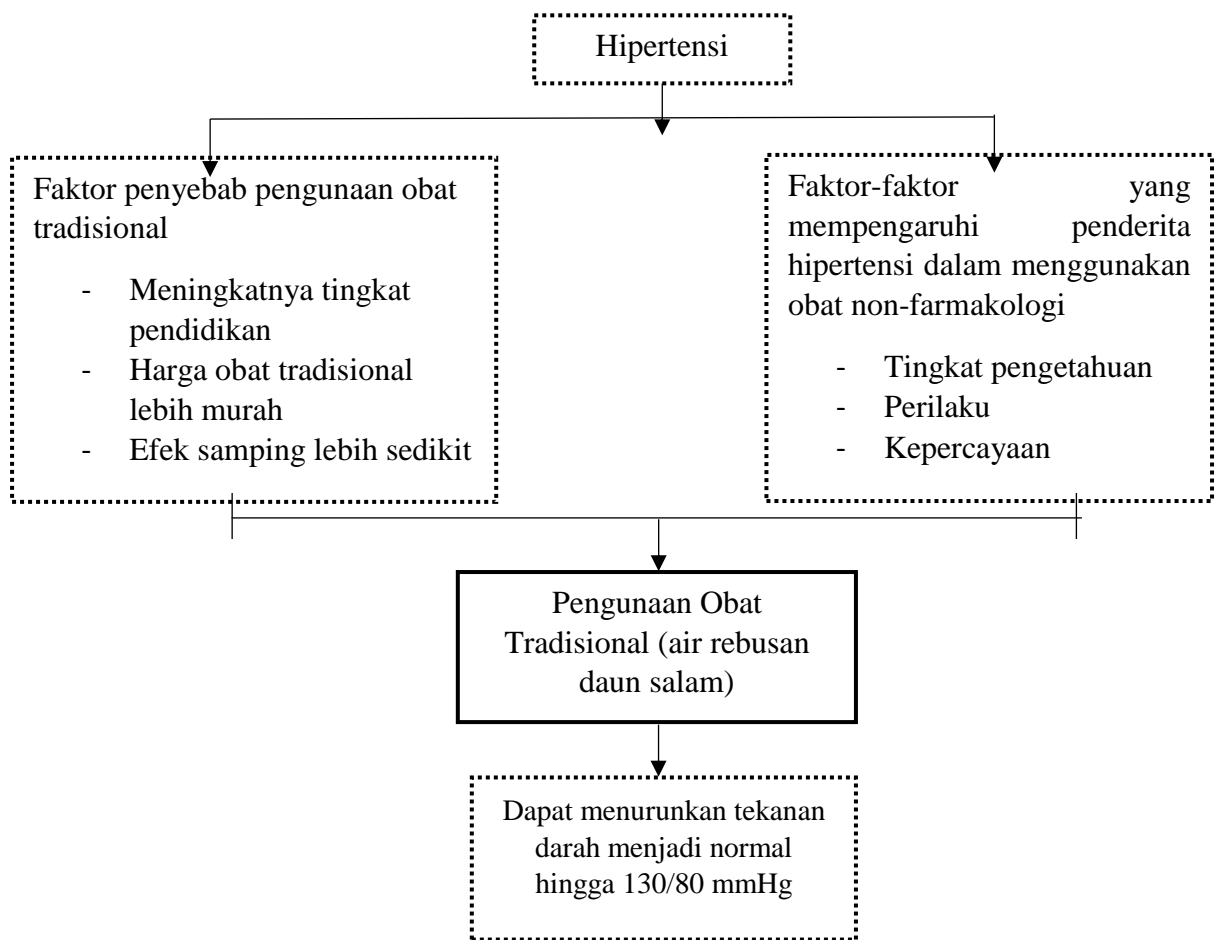 Hipertensi
Faktor penyebab pengunaan obat
tradisional
- Meningkatnya tingkat
pendidikan
- Harga obat tradisional
lebih murah
- Efek samping lebih sedikit
Faktor-faktor yang
mempengaruhi penderita
hipertensi dalam menggunakan
obat non-farmakologi
- Tingkat pengetahuan
- Perilaku
- Kepercayaan
Pengunaan Obat
Tradisional (air rebusan
daun salam)
Dapat menurunkan tekanan
darah menjadi normal
hingga 130/80 mmHg